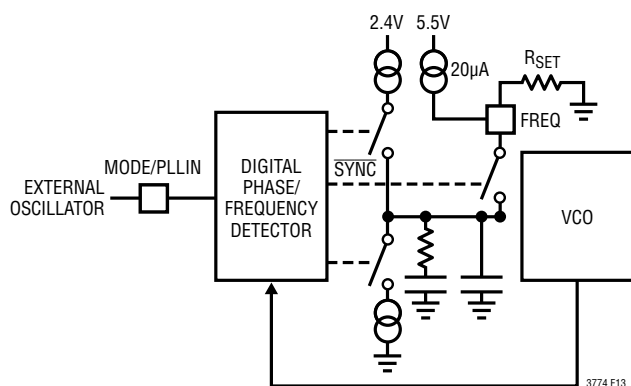 2.4V
5.5V
20µA
RSET
FREQ
SYNC
MODE/PLLIN
EXTERNAL
OSCILLATOR
DIGITAL
PHASE/
FREQUENCY
DETECTOR
VCO
3774 F13